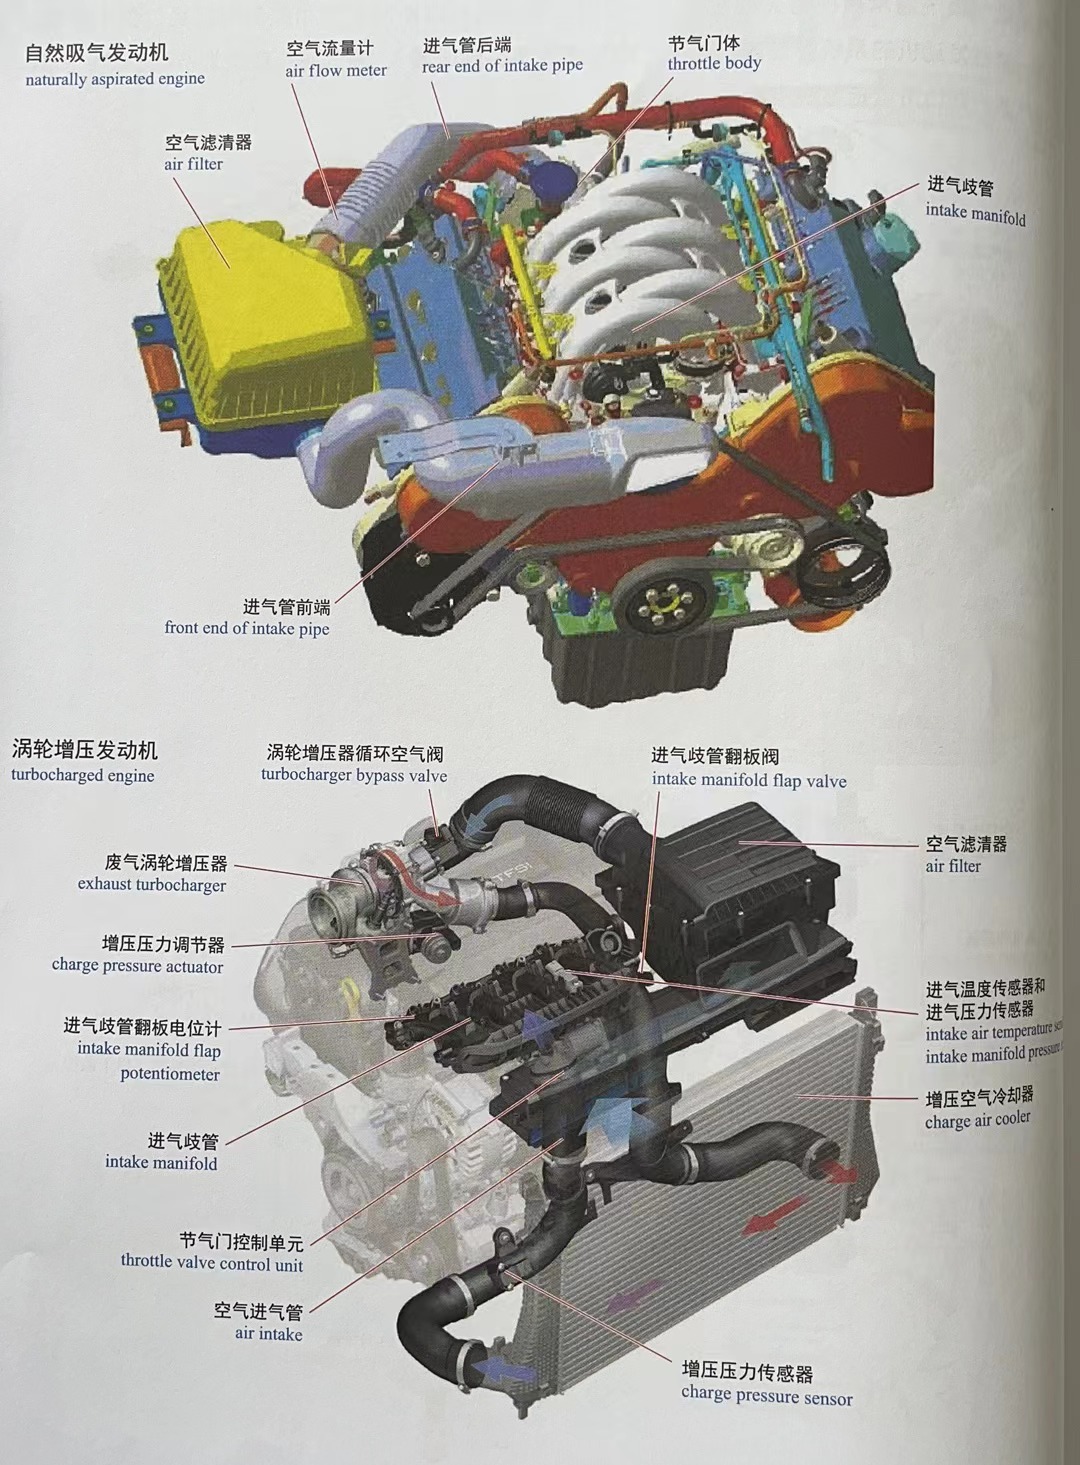 自然吸气发动机
naturally aspirated engine
空气流量计
air flow meter
进气管后端
rear end of intake pipe
节气门体
throttle body
空气滤清器
air filter
进气歧管
intake manifold
进气管前端
front end of intake pipe
涡轮增压发动机
turbocharged engine
涡轮增压器循环空气阀
turbocharger bypass valve
进气歧管翻板阀
intake manifold flap valve
废气涡轮增压器
exhaust turbocharger
TFSI
空气滤清器
air filter
增压压力调节器
charge pressure actuator
进气温度传感器和
进气压力传感器
intake air temperature
intake manifold pressure
进气歧管翻板电位计
intake manifold flap
potentiometer
增压空气冷却器
charge air cooler
进气歧管
intake manifold
节气门控制单元
throttle valve control unit
空气进气管
air intake
增压压力传感器
charge pressure sensor